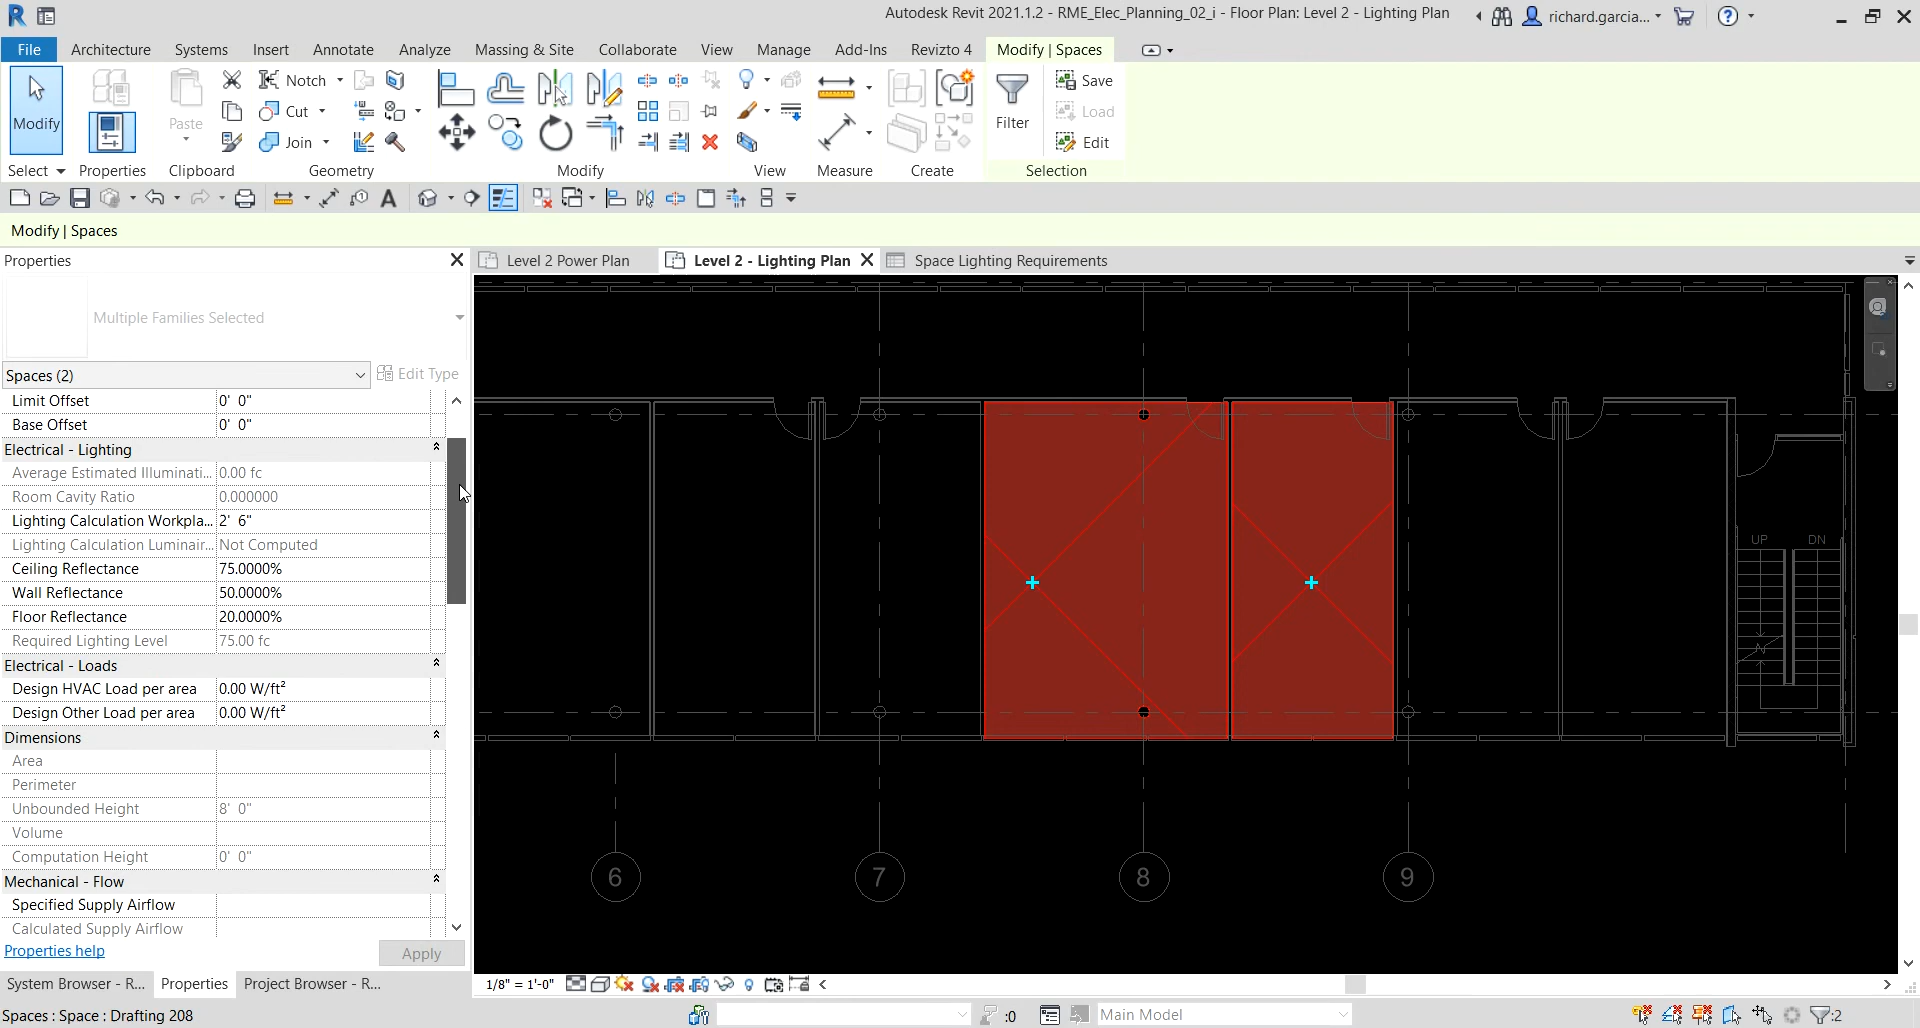 Autodesk Revit 2021.1.2 - RME_Elec_Planning_02_i - Floor Plan: Level 2 - Lighting Plan
richard.garcia...
File Architecture Systems Insert Annotate Analyze Massing & Site Collaborate View Manage Add-Ins Revizto 4 Modify | Spaces
Modify
Paste
Notch
Cut
Join
Filter
Save
Load
Edit
Select Properties Clipboard Geometry Modify View Measure Create Selection
Modify | Spaces
Properties
Level 2 Power Plan
Level 2 - Lighting Plan
Space Lighting Requirements
Multiple Families Selected
Spaces (2)
Edit Type
Limit Offset 0' 0"
Base Offset 0' 0"
Electrical - Lighting
Average Estimated Illuminati... 0.00 fc
Room Cavity Ratio 0.000000
Lighting Calculation Workpla... 2' 6"
Lighting Calculation Luminair... Not Computed
Ceiling Reflectance 75.0000%
Wall Reflectance 50.0000%
Floor Reflectance 20.0000%
Required Lighting Level 75.00 fc
Electrical - Loads
Design HVAC Load per area 0.00 W/ft²
Design Other Load per area 0.00 W/ft²
Dimensions
Area
Perimeter
Unbounded Height 8' 0"
Volume
Computation Height 0' 0"
Mechanical - Flow
Specified Supply Airflow
Calculated Supply Airflow
Properties help
Apply
UP DN
6 7 8 9
System Browser - R... Properties Project Browser - R...
1/8" = 1'-0"
Spaces : Space : Drafting 208
:0
Main Model
:2